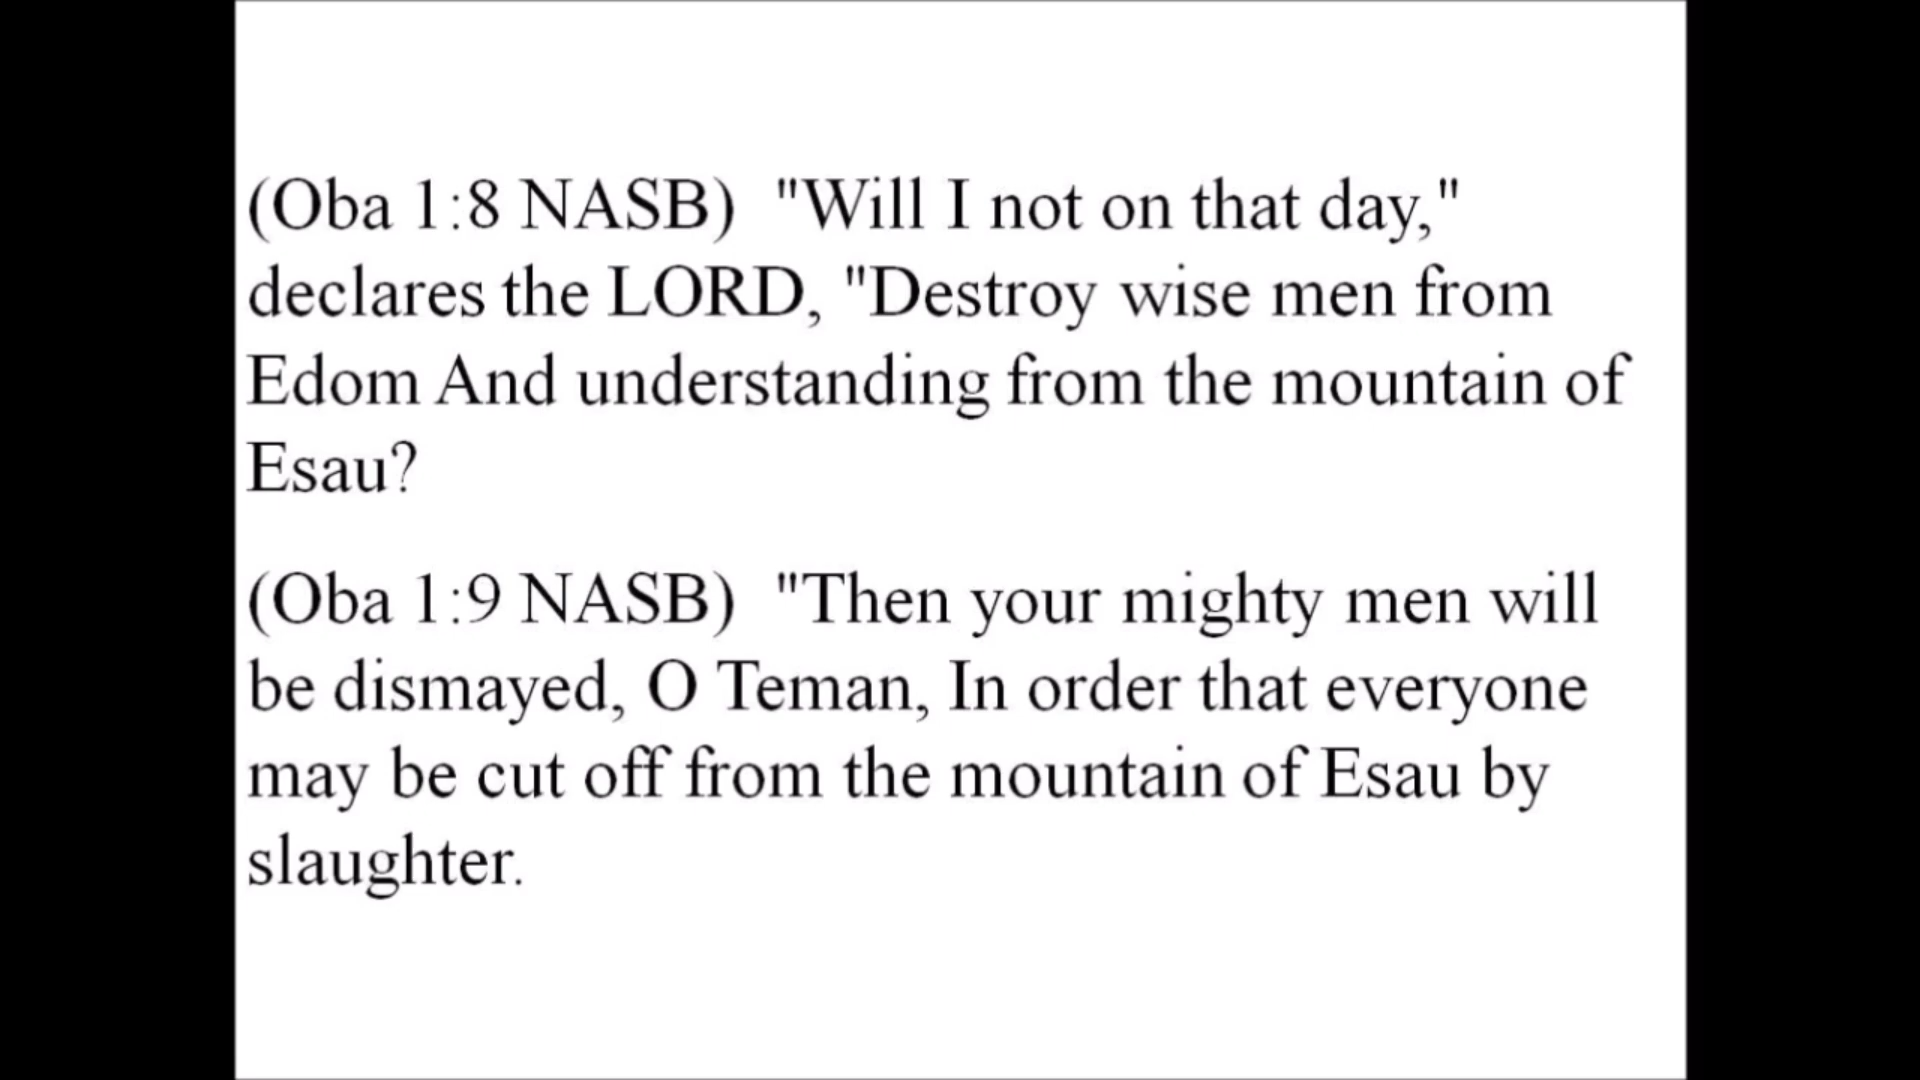 (Oba 1:8 NASB)  "Will I not on that day,"
declares the LORD, "Destroy wise men from
Edom And understanding from the mountain of
Esau?
(Oba 1:9 NASB)  "Then your mighty men will
be dismayed, O Teman, In order that everyone
may be cut off from the mountain of Esau by
slaughter.